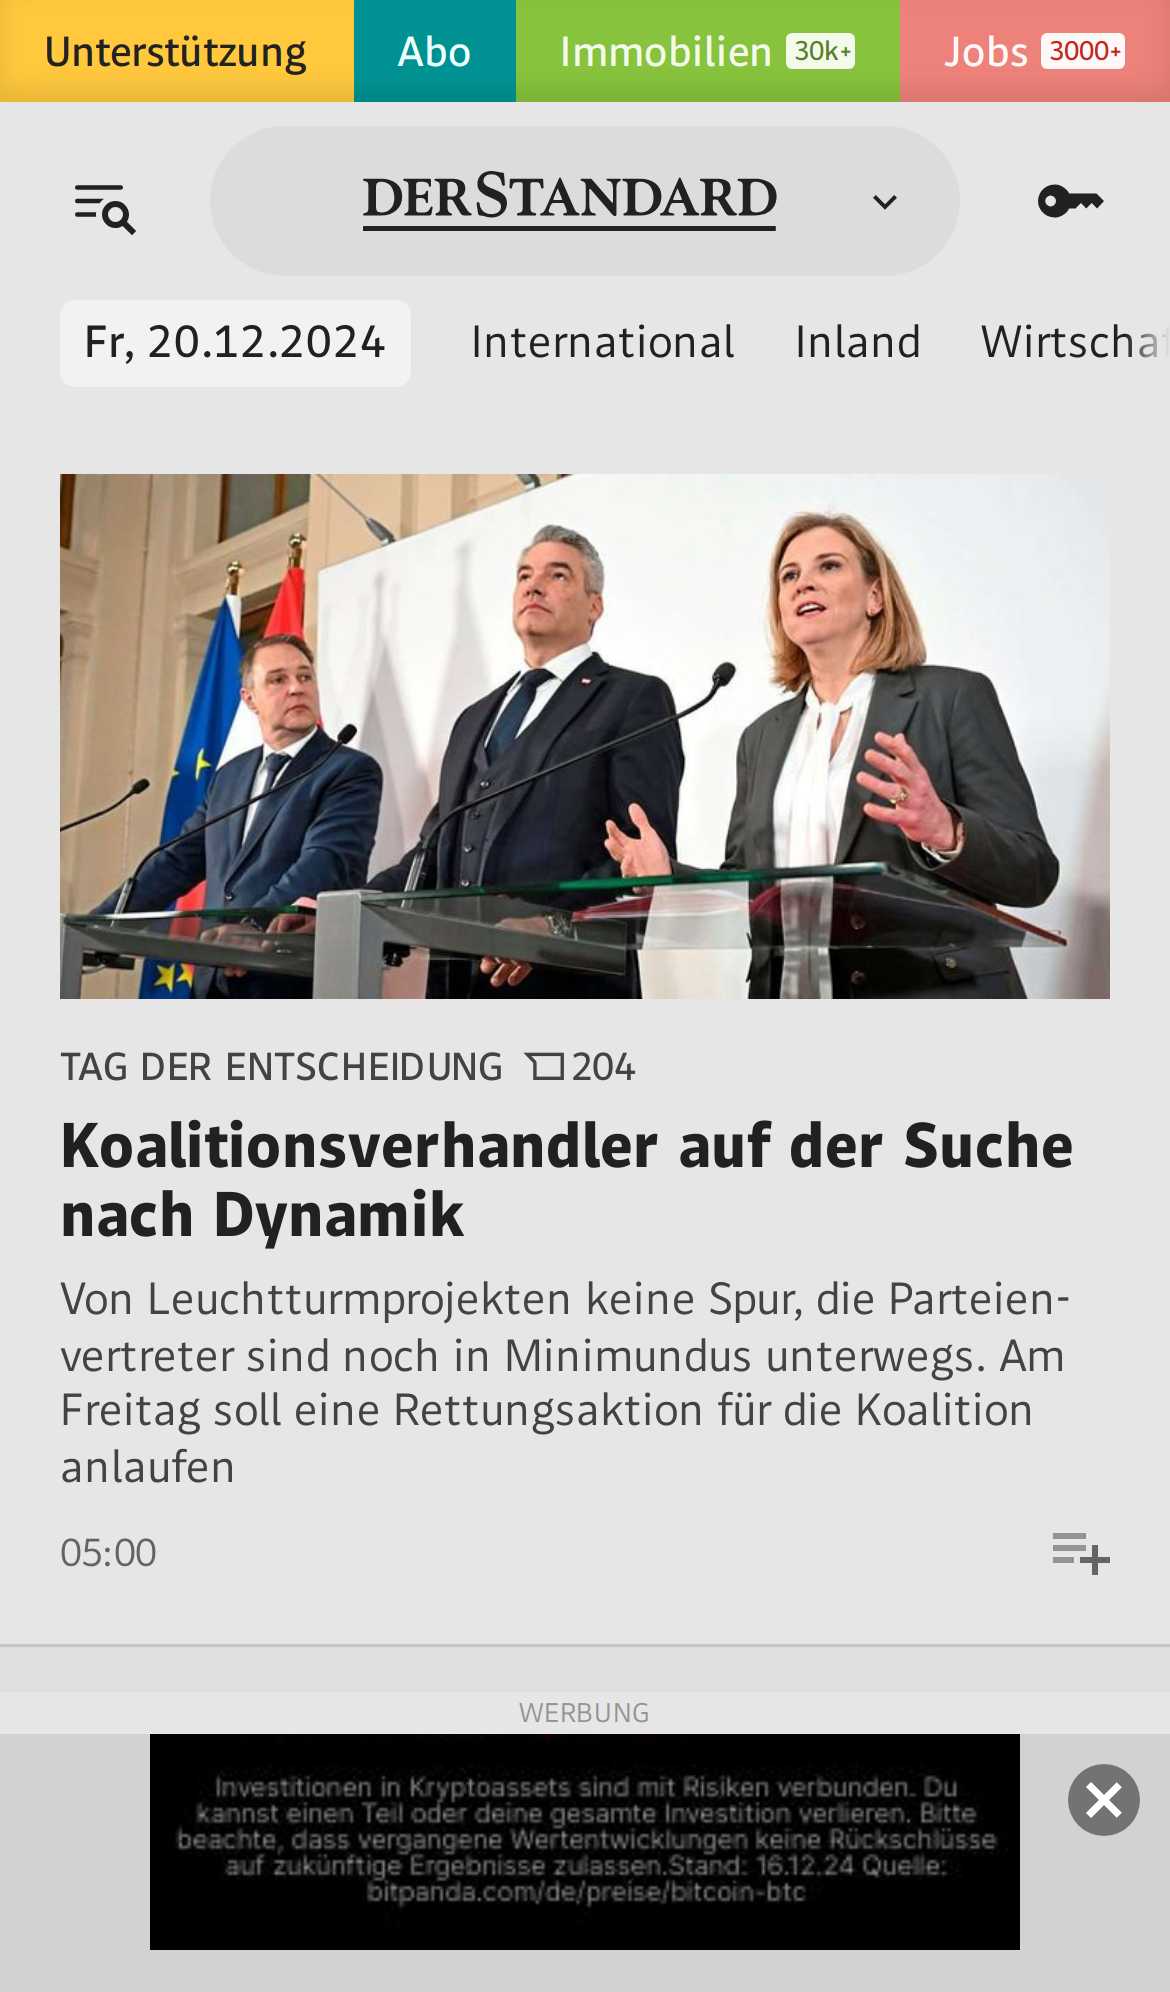 Unterstützung Abo Immobilien 30k+ Jobs 3000+
DERSTANDARD
Fr, 20.12.2024 International Inland Wirtscha
TAG DER ENTSCHEIDUNG 204
Koalitionsverhandler auf der Suche
nach Dynamik
Von Leuchtturmprojekten keine Spur, die Parteien-
vertreter sind noch in Minimundus unterwegs. Am
Freitag soll eine Rettungsaktion für die Koalition
anlaufen
05:00
WERBUNG
Investitionen in Kryptoassets sind mit Risiken verbunden. Du
kannst einen Teil oder deine gesamte Investition verlieren. Bitte
beachte, dass vergangene Wertentwicklungen keine Rückschlüsse
auf zukünftige Ergebnisse zulassen.Stand: 16.12.24 Quelle:
bitpanda.com/de/preise/bitcoin-btc